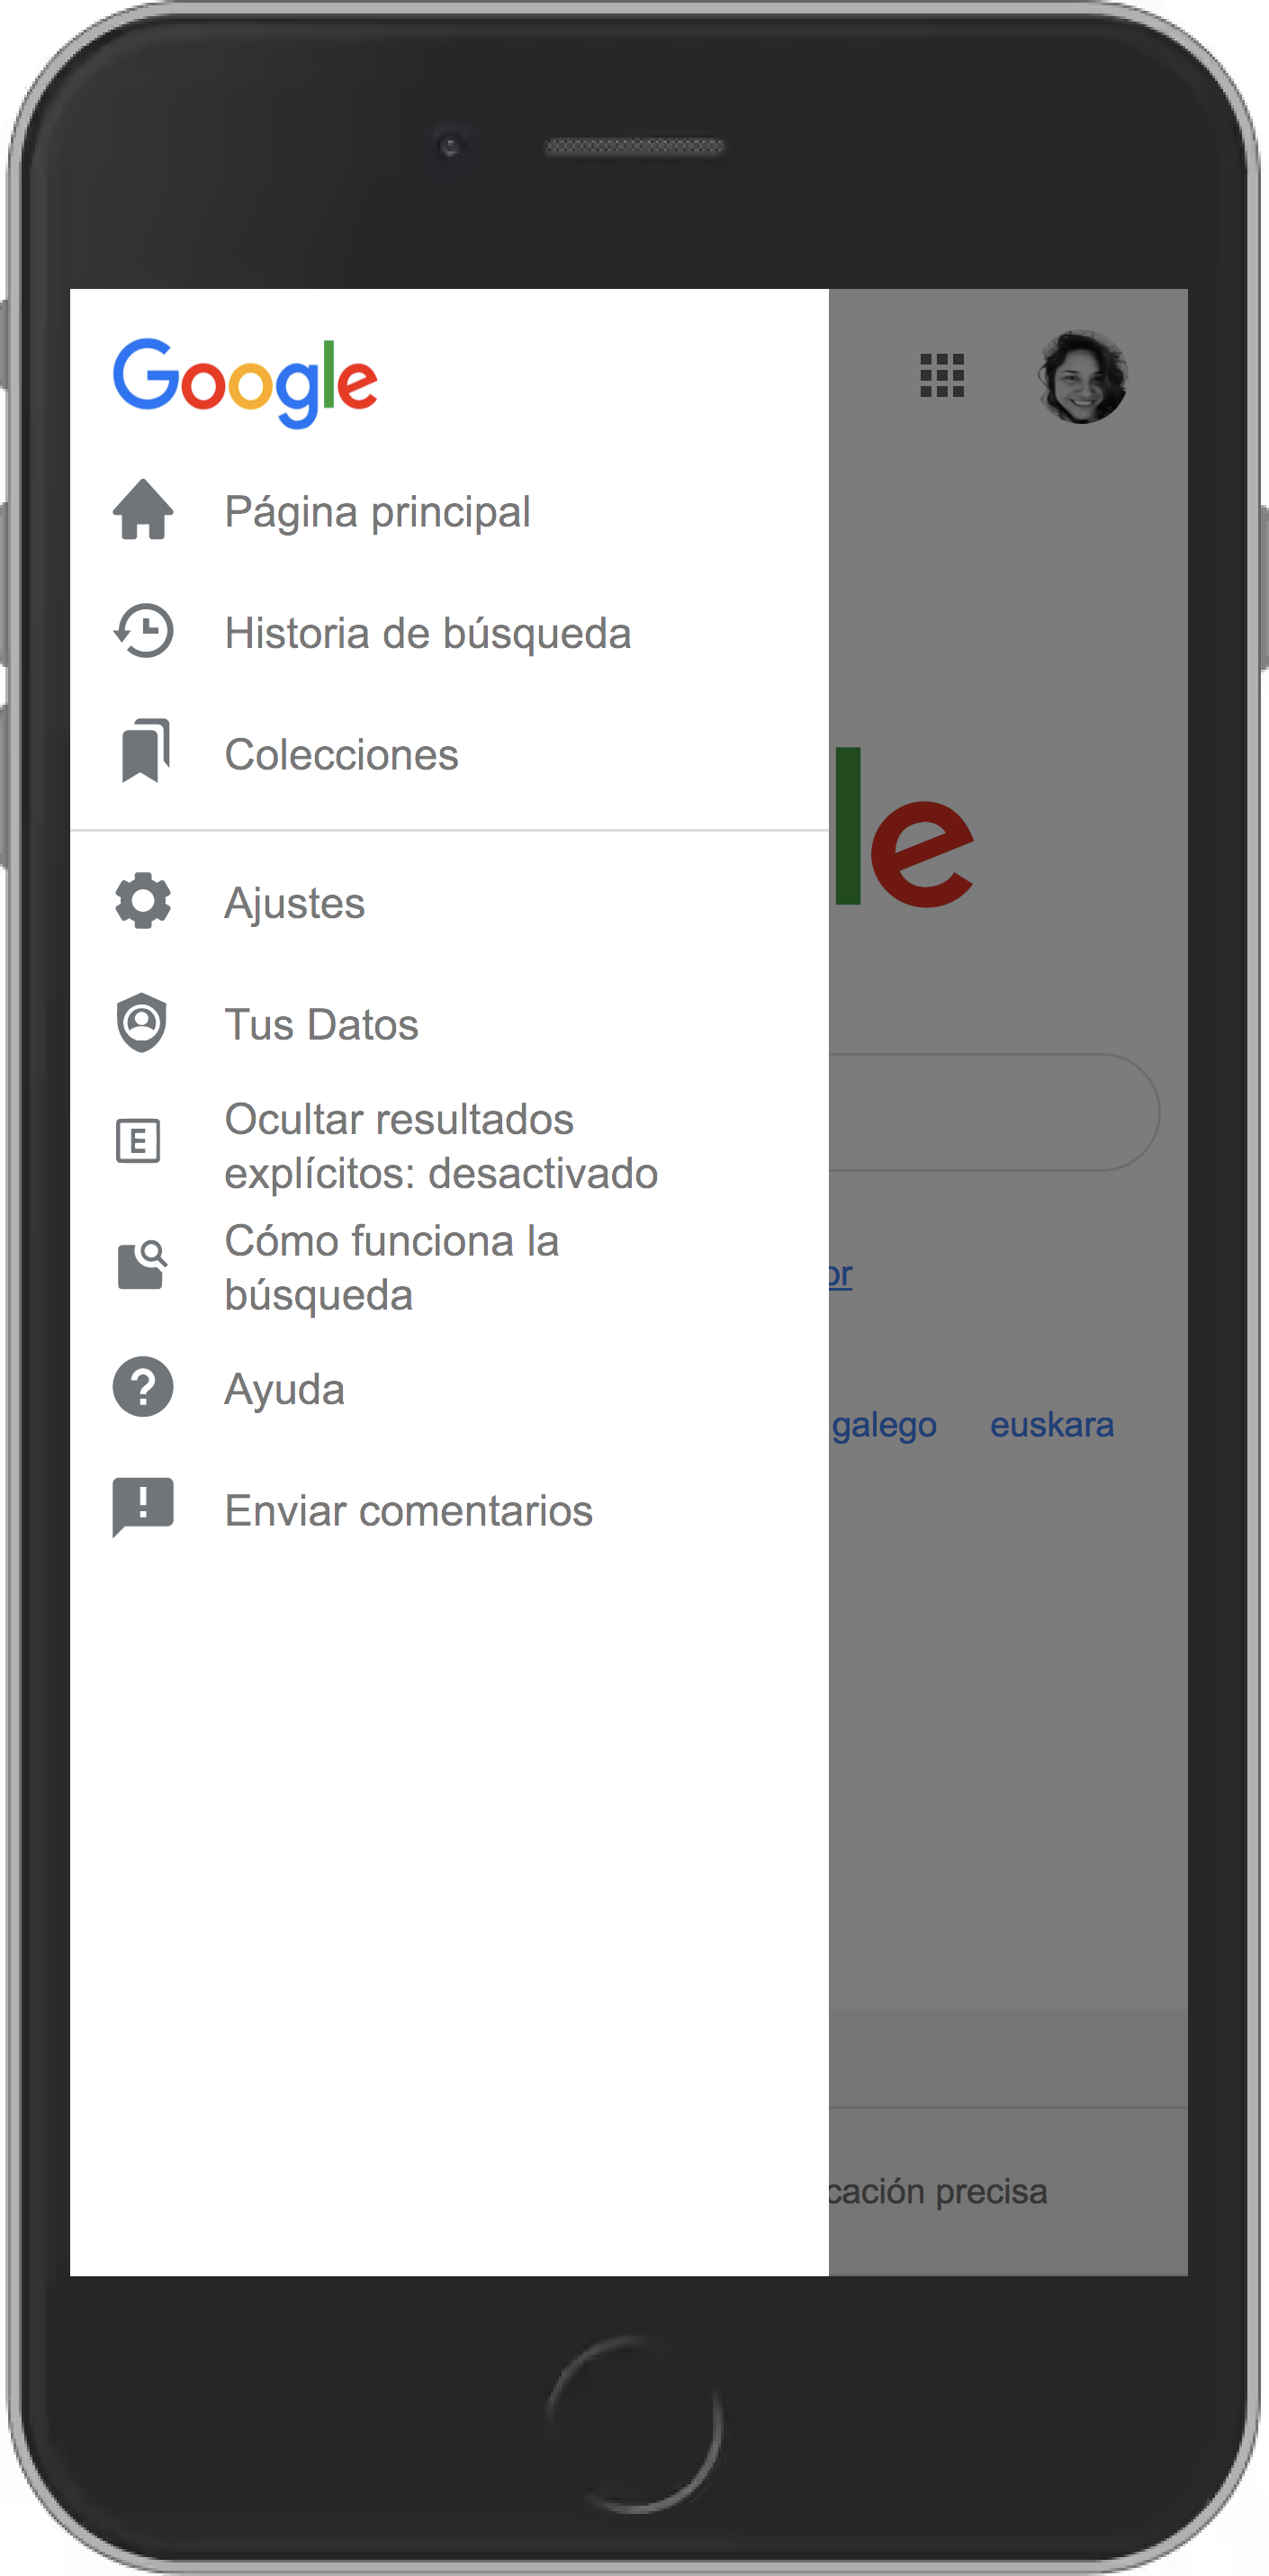 Google
Página principal
Historia de búsqueda
Colecciones
Ajustes
Tus Datos
E
Ocultar resultados
explícitos: desactivado
Cómo funciona la
búsqueda
Ayuda
Enviar comentarios
le
or
galego euskara
cación precisa